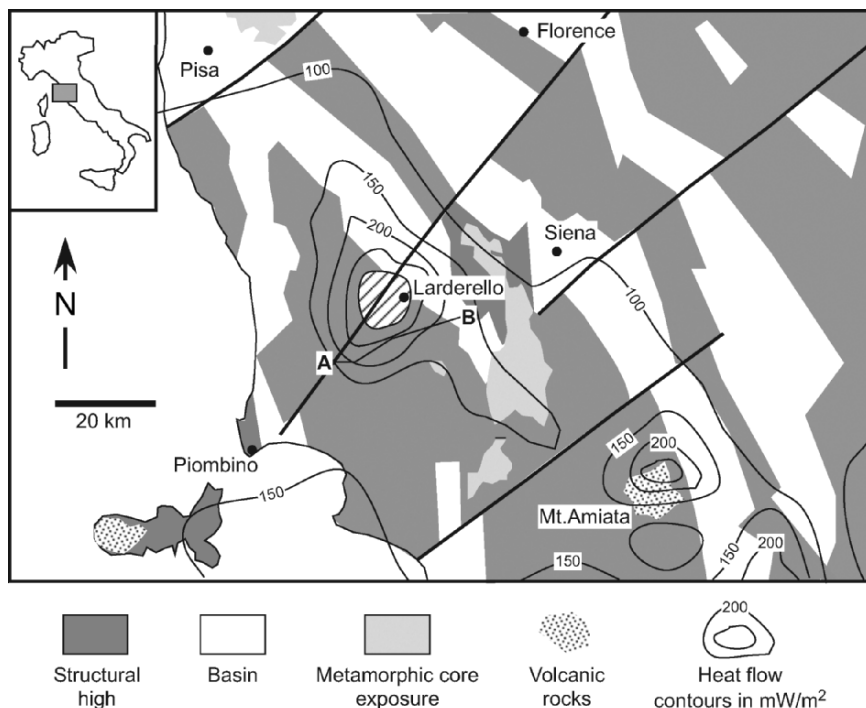 Florence
Pisa
100
150
200
Siena
Larderello
N
B
A
100
20 km
Piombino
150
200
150
Mt.Amiata
150
150
200
200
Structural
high
Basin
Metamorphic core
exposure
Volcanic
rocks
Heat flow
contours in mW/m²